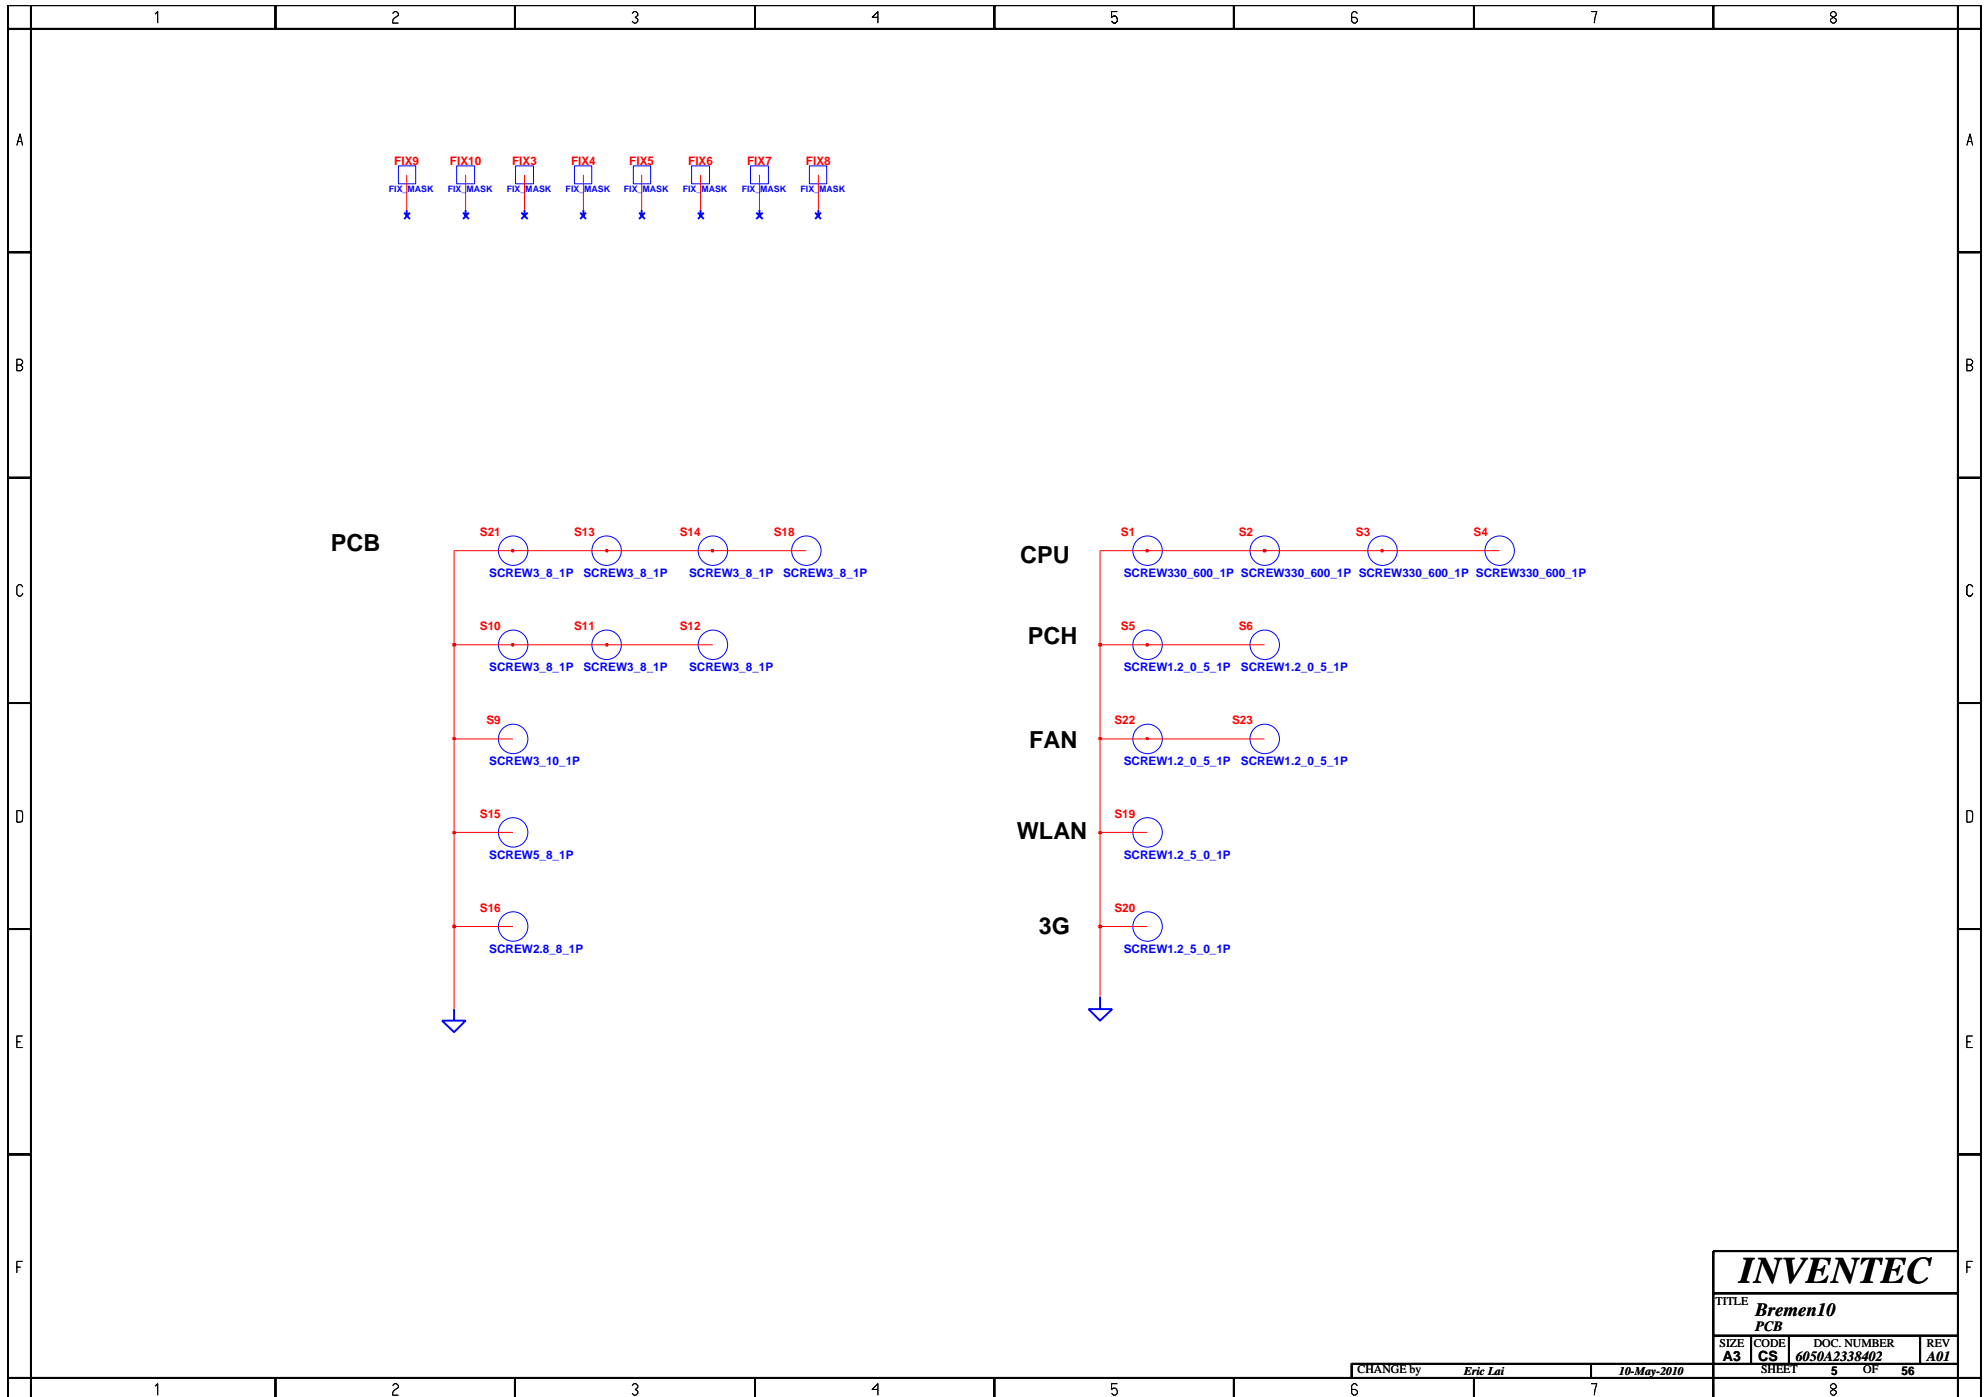 1 2 3 4 5 6 7 8
A A
FIX9 FIX10 FIX3 FIX4 FIX5 FIX6 FIX7 FIX8
FIX_MASK FIX_MASK FIX_MASK FIX_MASK FIX_MASK FIX_MASK FIX_MASK FIX_MASK
B B
PCB
S21 S13 S14 S18
SCREW3_8_1P SCREW3_8_1P SCREW3_8_1P SCREW3_8_1P
S10 S11 S12
SCREW3_8_1P SCREW3_8_1P SCREW3_8_1P
S9
SCREW3_10_1P
S15
SCREW5_8_1P
S16
SCREW2.8_8_1P
CPU
S1 S2 S3 S4
SCREW330_600_1P SCREW330_600_1P SCREW330_600_1P SCREW330_600_1P
C C
PCH
S5 S6
SCREW1.2_0_5_1P SCREW1.2_0_5_1P
FAN
S22 S23
SCREW1.2_0_5_1P SCREW1.2_0_5_1P
D D
WLAN
S19
SCREW1.2_5_0_1P
3G
S20
SCREW1.2_5_0_1P
E E
F F
INVENTEC
TITLE Bremen10
PCB
SIZE CODE DOC. NUMBER REV
A3 CS 6050A2338402 A01
CHANGE by Eric Lai 10-May-2010 SHEET 5 OF 56
1 2 3 4 5 6 7 8